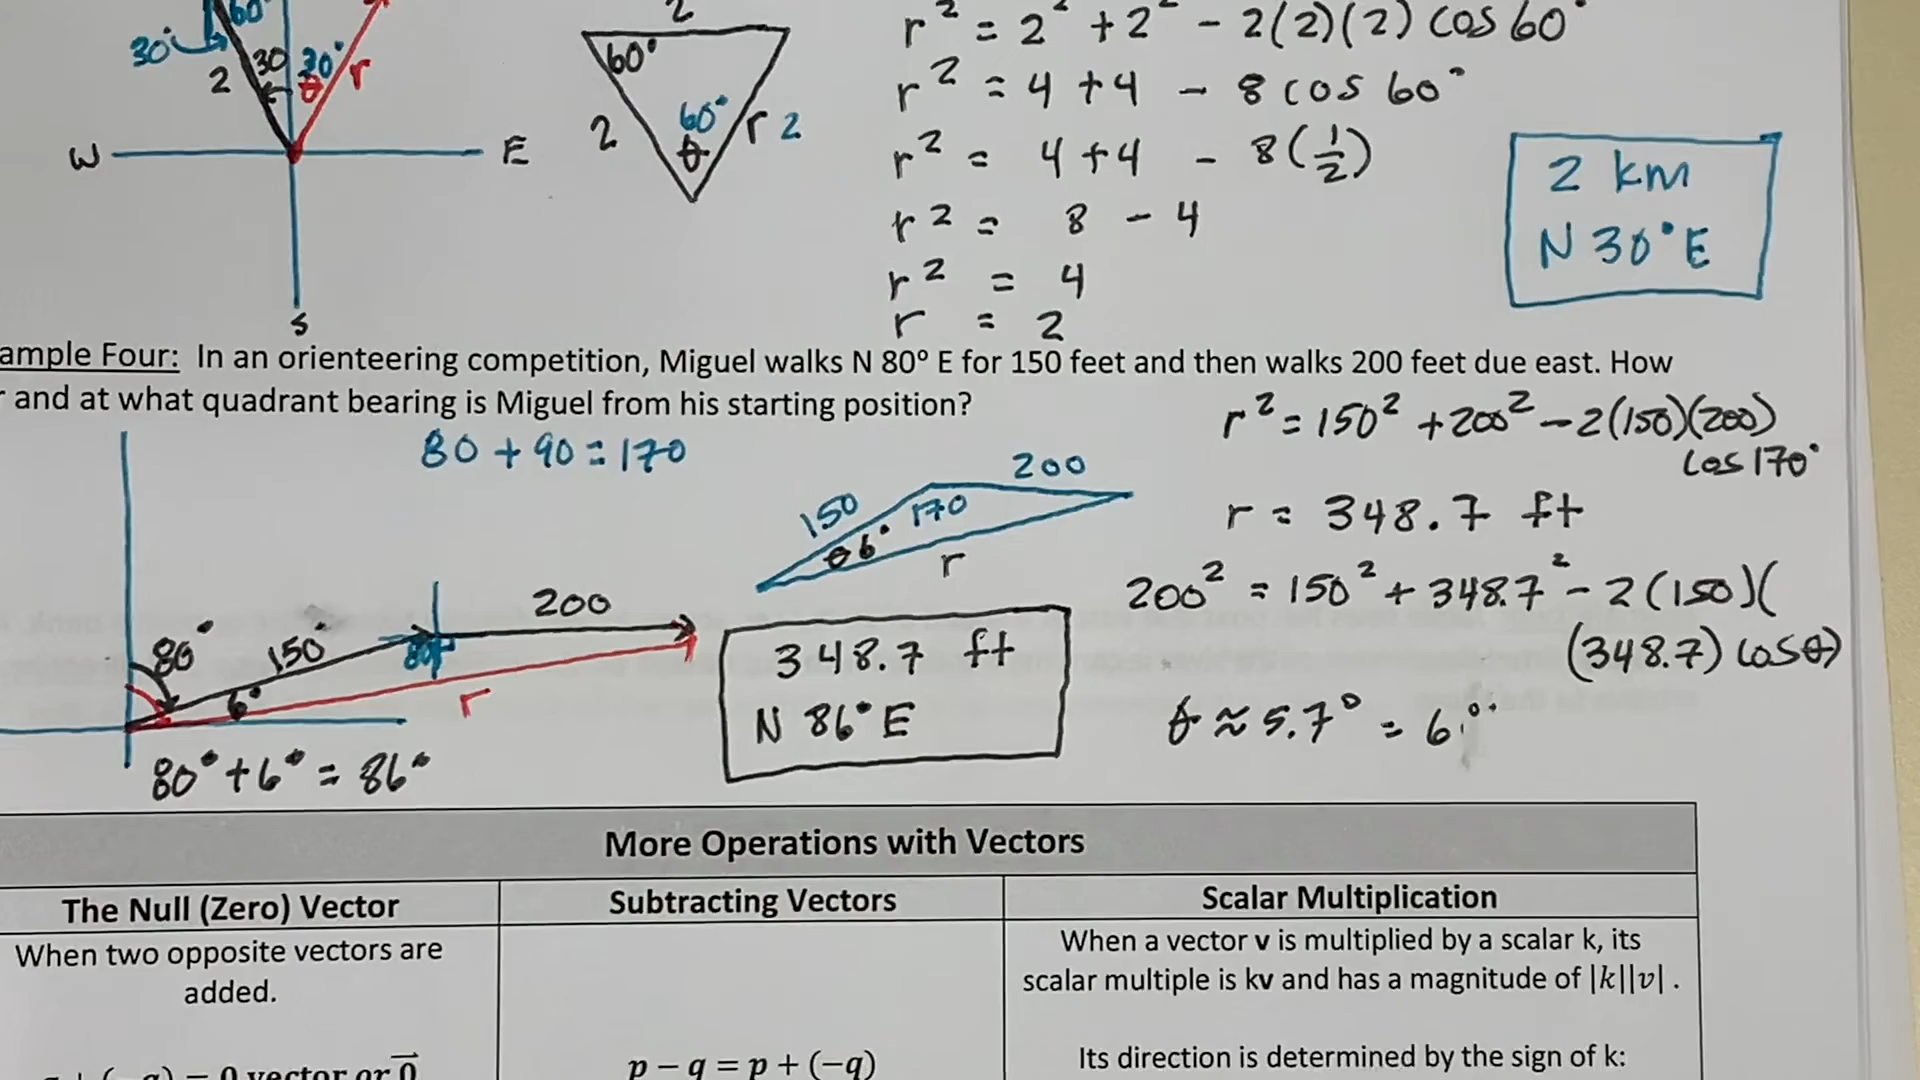 60°
30°
2
30
30°
θ
r
W
E
S
2
60°
2
60°
θ
r 2
r² = 2² + 2² - 2(2)(2) cos 60°
r² = 4 + 4 - 8 cos 60°
r² = 4 + 4 - 8(1/2)
r² = 8 - 4
r² = 4
r = 2
2 km
N 30° E
ample Four: In an orienteering competition, Miguel walks N 80º E for 150 feet and then walks 200 feet due east. How
and at what quadrant bearing is Miguel from his starting position?
80 + 90 = 170
80°
150
200
80°
6°
r
80° + 6° = 86°
150
200
170
θ 6°
r
348.7 ft
N 86° E
r² = 150² + 200² - 2(150)(200)
cos 170°
r = 348.7 ft
200² = 150² + 348.7² - 2(150)(
(348.7) cos θ)
θ ≈ 5.7° = 6°
More Operations with Vectors
The Null (Zero) Vector
When two opposite vectors are
added.
0 vector or 0⃗
Subtracting Vectors
p − q = p + (−q)
Scalar Multiplication
When a vector v is multiplied by a scalar k, its
scalar multiple is kv and has a magnitude of |k||v|.
Its direction is determined by the sign of k: